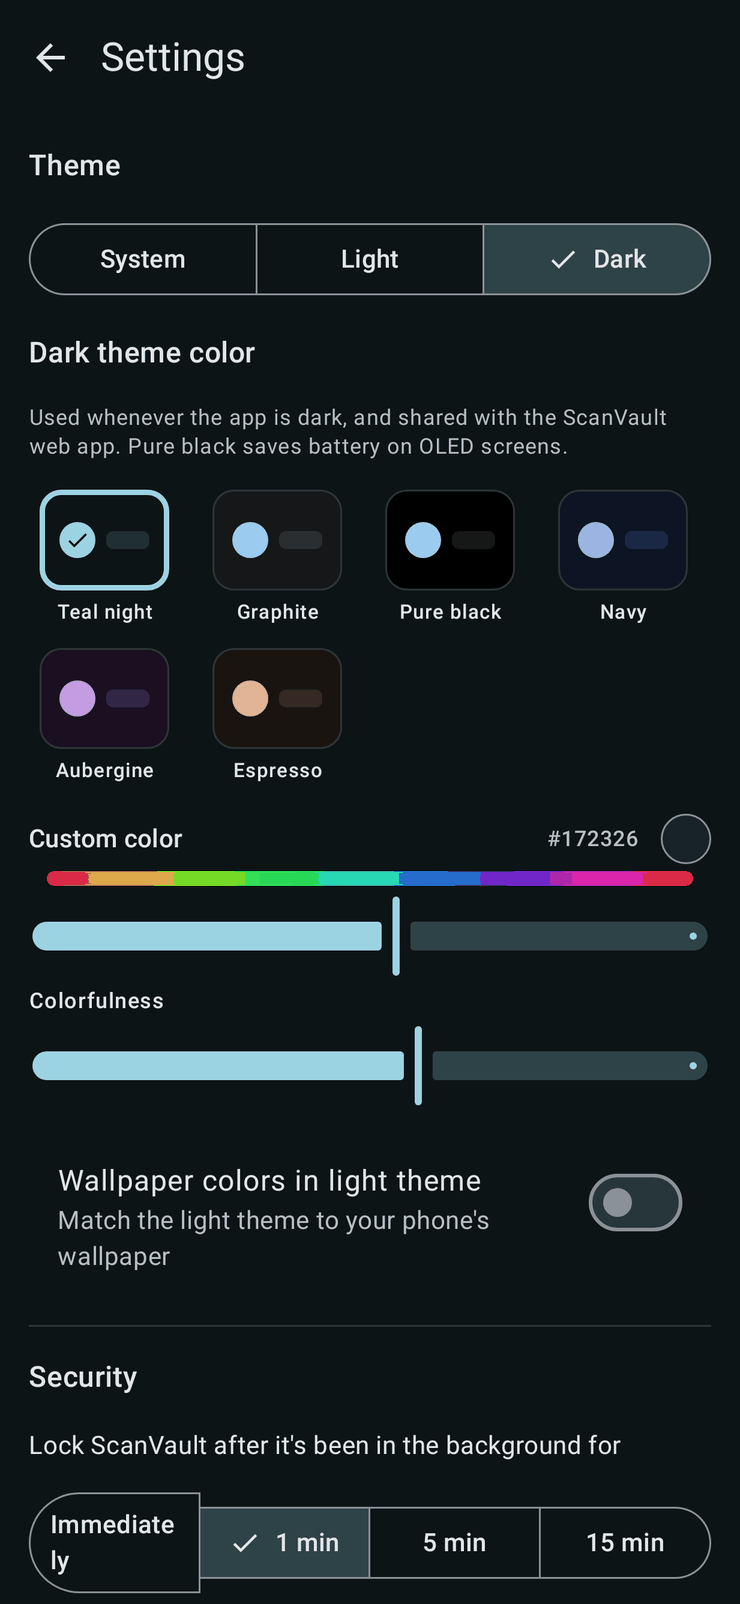 Settings
Theme
System Light Dark
Dark theme color
Used whenever the app is dark, and shared with the ScanVault
web app. Pure black saves battery on OLED screens.
Teal night Graphite Pure black Navy
Aubergine Espresso
Custom color #172326
Colorfulness
Wallpaper colors in light theme
Match the light theme to your phone's
wallpaper
Security
Lock ScanVault after it's been in the background for
Immediate
ly
1 min 5 min 15 min